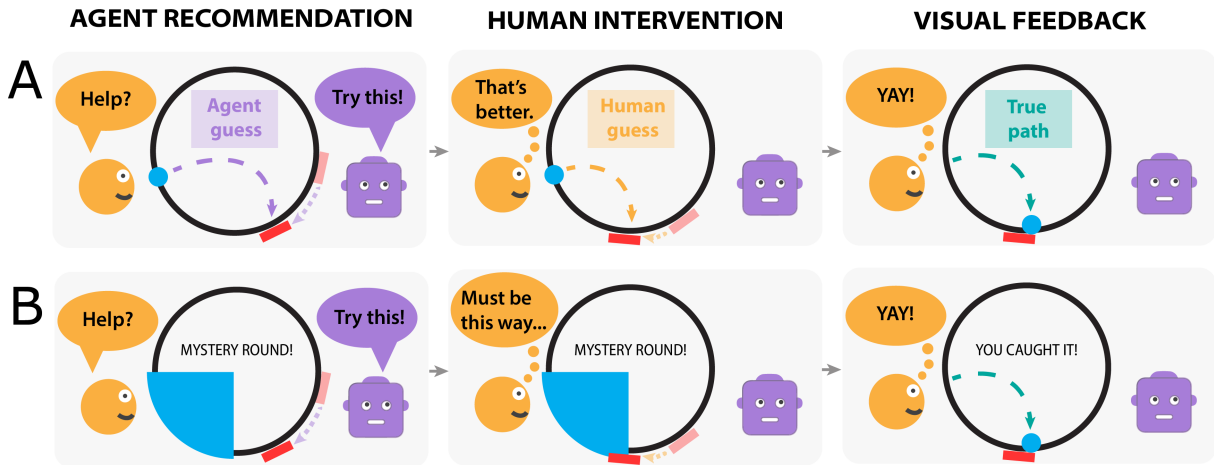 AGENT RECOMMENDATION
HUMAN INTERVENTION
VISUAL FEEDBACK
A
Help?
Agent
guess
Try this!
That's
better.
Human
guess
YAY!
True
path
B
Help?
MYSTERY ROUND!
Try this!
Must be
this way...
MYSTERY ROUND!
YAY!
YOU CAUGHT IT!